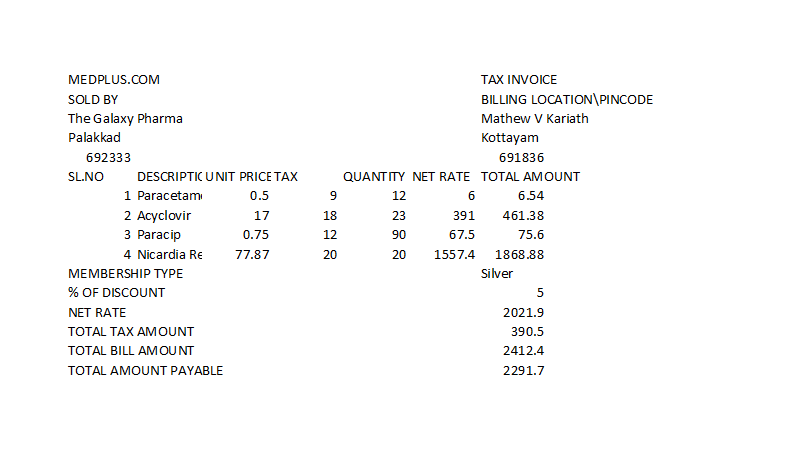 MEDPLUS.COM TAX INVOICE
SOLD BY BILLING LOCATION\PINCODE
The Galaxy Pharma Mathew V Kariath
Palakkad Kottayam
692333 691836
SL.NO DESCRIPTIO UNIT PRICE TAX QUANTITY NET RATE TOTAL AMOUNT
1 Paracetam 0.5 9 12 6 6.54
2 Acyclovir 17 18 23 391 461.38
3 Paracip 0.75 12 90 67.5 75.6
4 Nicardia Re 77.87 20 20 1557.4 1868.88
MEMBERSHIP TYPE Silver
% OF DISCOUNT 5
NET RATE 2021.9
TOTAL TAX AMOUNT 390.5
TOTAL BILL AMOUNT 2412.4
TOTAL AMOUNT PAYABLE 2291.7